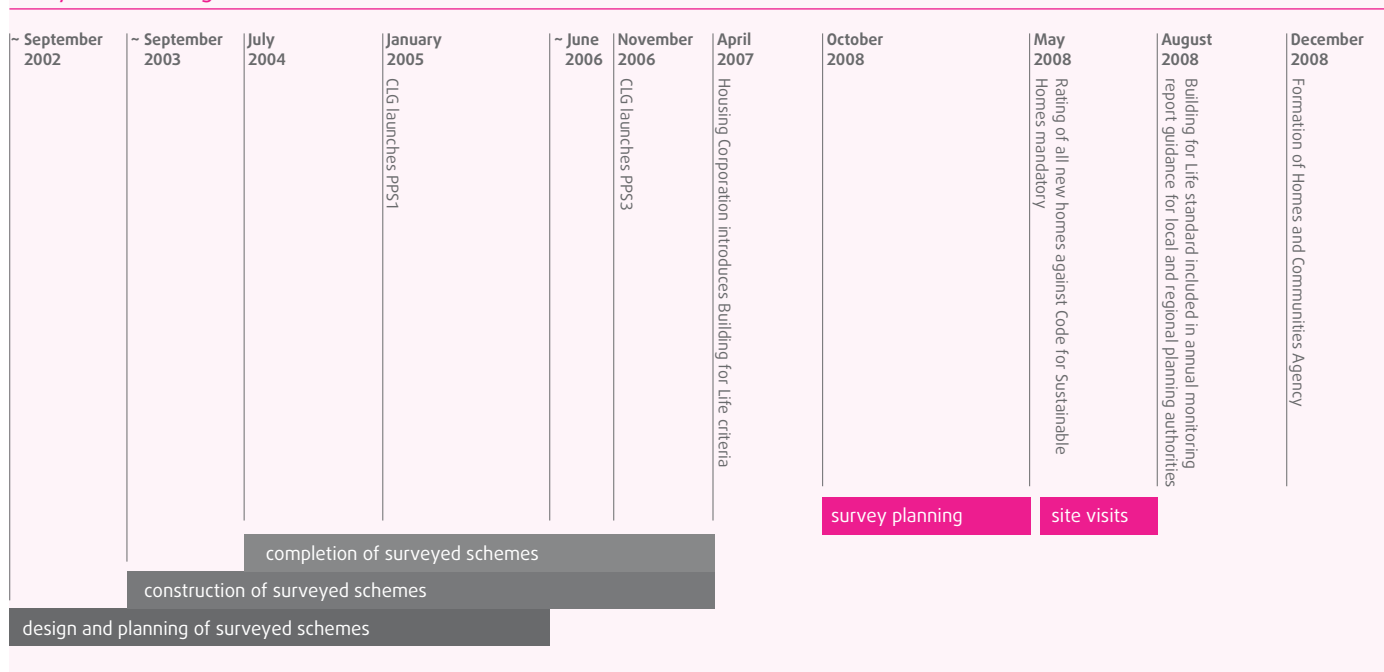 ~ September
2002
~ September
2003
July
2004
January
2005
CLG launches PPS1
~ June
2006
November
2006
CLG launches PPS3
April
2007
Housing Corporation introduces Building for Life criteria
October
2008
May
2008
Rating of all new homes against Code for Sustainable
Homes mandatory
August
2008
Building for Life standard included in annual monitoring
report guidance for local and regional planning authorities
December
2008
Formation of Homes and Communities Agency
survey planning
site visits
completion of surveyed schemes
construction of surveyed schemes
design and planning of surveyed schemes